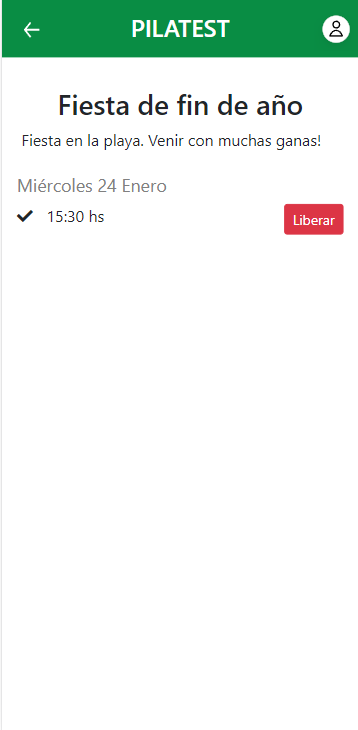 PILATEST
Fiesta de fin de año
Fiesta en la playa. Venir con muchas ganas!
Miércoles 24 Enero
15:30 hs
Liberar